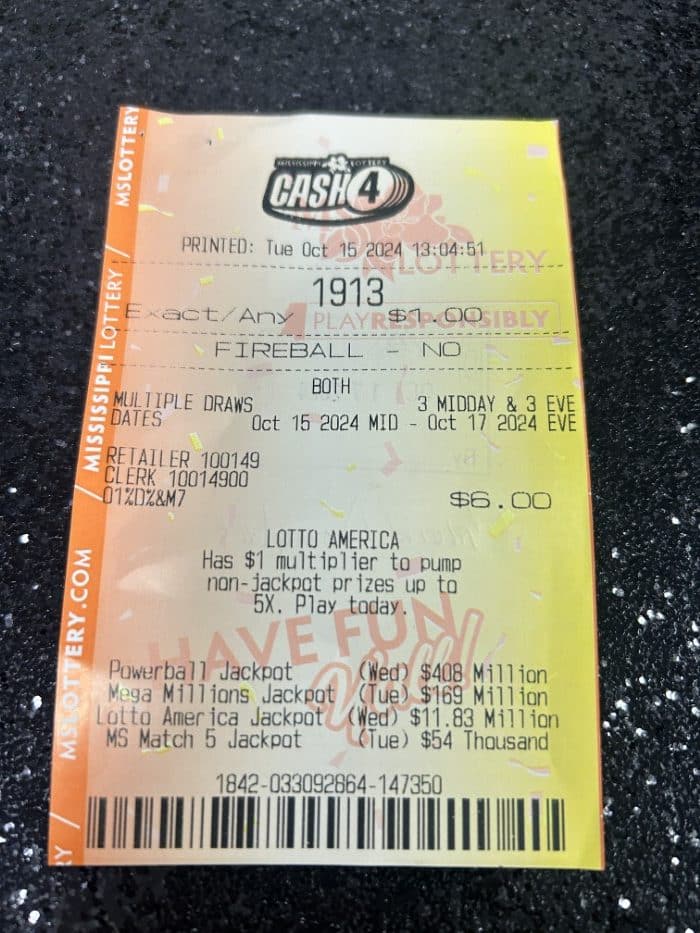 MISSISSIPPI LOTTERY
CASH 4
PRINTED: Tue Oct 15 2024 13:04:51
LOTTERY
1913
Exact/Any $1.00
PLAY RESPONSIBLY
FIREBALL - NO
BOTH
MULTIPLE DRAWS 3 MIDDAY & 3 EVE
DATES Oct 15 2024 MID - Oct 17 2024 EVE
RETAILER 100149
CLERK 10014900
01%D%&M7
$6.00
LOTTO AMERICA
Has $1 multiplier to pump
non-jackpot prizes up to
5X. Play today.
HAVE FUN
Y'all!
Powerball Jackpot (Wed) $408 Million
Mega Millions Jackpot (Tue) $169 Million
Lotto America Jackpot (Wed) $11.83 Million
MS Match 5 Jackpot (Tue) $54 Thousand
1842-033092864-147350
MSLOTTERY
MISSISSIPPI LOTTERY
MSLOTTERY.COM
RY